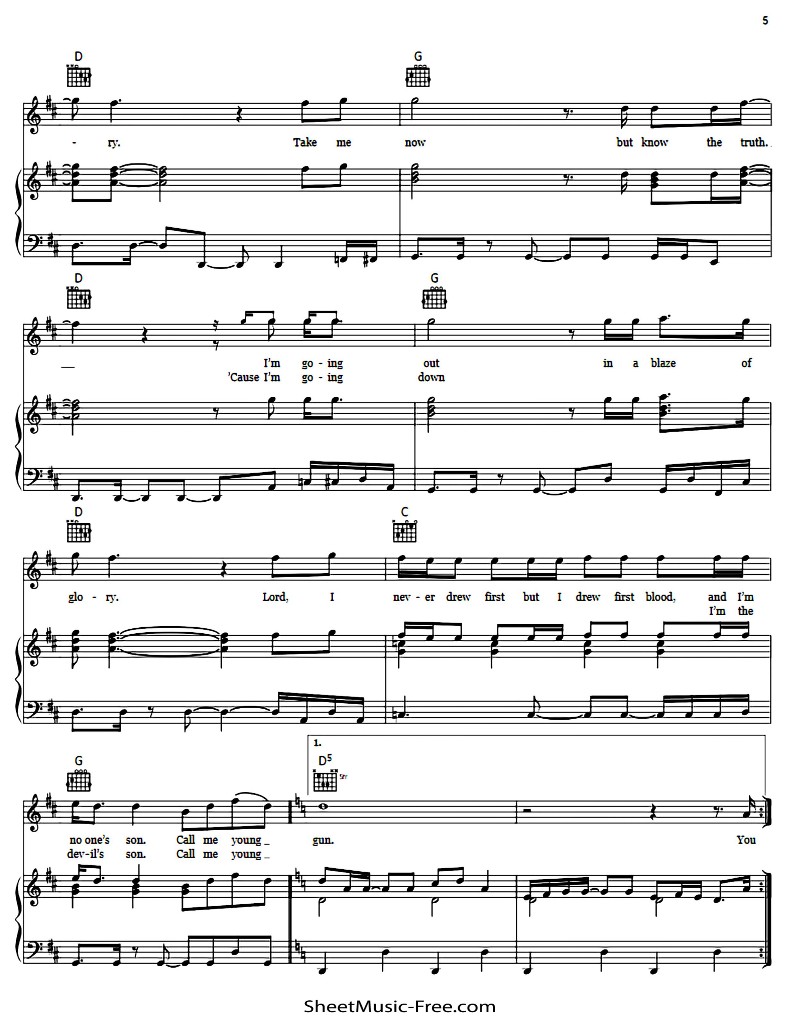 5
D G
- ry. Take me now but know the truth.
D G
I'm go - ing out in a blaze of
'Cause I'm go - ing down
D C
glo - ry. Lord, I nev - er drew first but I drew first blood, and I'm
I'm the
1.
G D5
5fr
no one's son. Call me young_ gun. You
dev-il's son. Call me young_
SheetMusic-Free.com